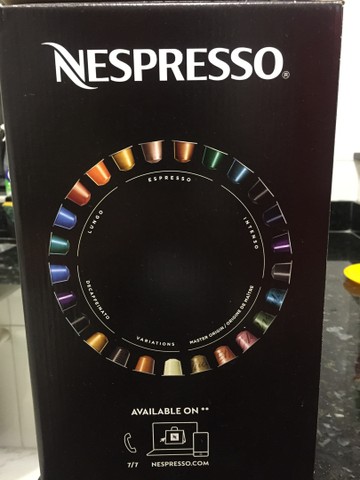 NESPRESSO®
ESPRESSO
LUNGO
INTENSO
DECAFFEINATO
VARIATIONS
MASTER ORIGIN / ORIGINE DE MAÎTRE
AVAILABLE ON **
N
7/7 NESPRESSO.COM